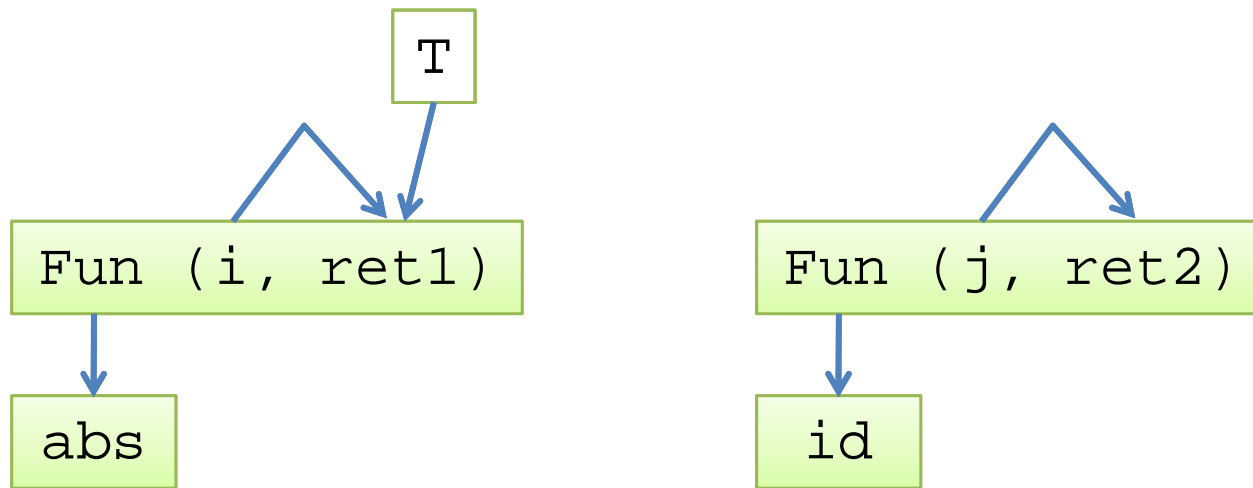 T
Fun (i, ret1)
Fun (j, ret2)
abs
id